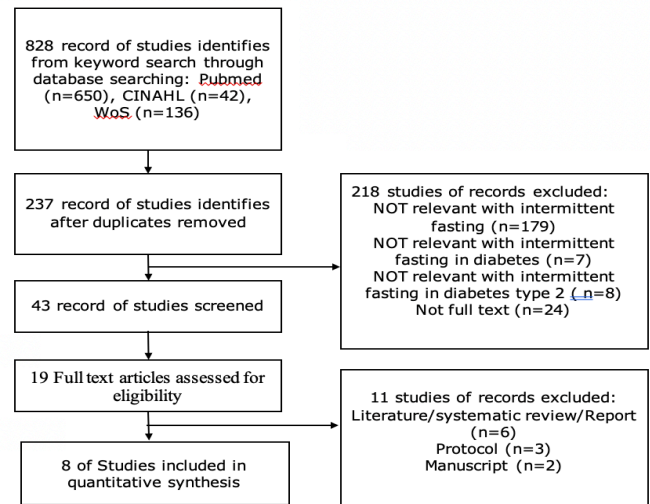 828 record of studies identifies
from keyword search through
database searching: Pubmed
(n=650), CINAHL (n=42),
WoS (n=136)
237 record of studies identifies
after duplicates removed
218 studies of records excluded:
NOT relevant with intermittent
fasting (n=179)
NOT relevant with intermittent
fasting in diabetes (n=7)
NOT relevant with intermittent
fasting in diabetes type 2 ( n=8)
Not full text (n=24)
43 record of studies screened
19 Full text articles assessed for
eligibility
11 studies of records excluded:
Literature/systematic review/Report
(n=6)
Protocol (n=3)
Manuscript (n=2)
8 of Studies included in
quantitative synthesis